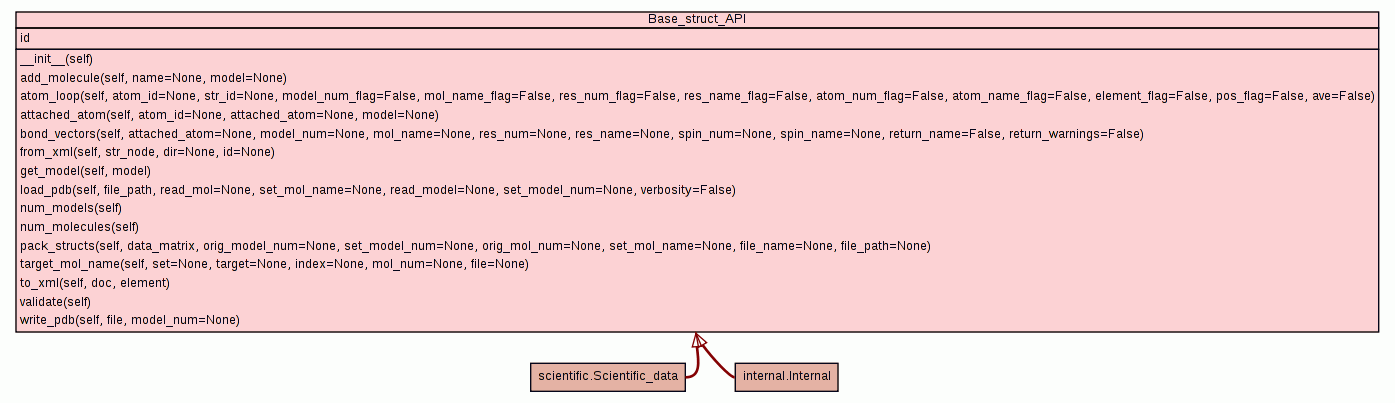 Base_struct_API
id
__init__(self)
add_molecule(self, name=None, model=None)
atom_loop(self, atom_id=None, str_id=None, model_num_flag=False, mol_name_flag=False, res_num_flag=False, res_name_flag=False, atom_num_flag=False, atom_name_flag=False, element_flag=False, pos_flag=False, ave=False)
attached_atom(self, atom_id=None, attached_atom=None, model=None)
bond_vectors(self, attached_atom=None, model_num=None, mol_name=None, res_num=None, res_name=None, spin_num=None, spin_name=None, return_name=False, return_warnings=False)
from_xml(self, str_node, dir=None, id=None)
get_model(self, model)
load_pdb(self, file_path, read_mol=None, set_mol_name=None, read_model=None, set_model_num=None, verbosity=False)
num_models(self)
num_molecules(self)
pack_structs(self, data_matrix, orig_model_num=None, set_model_num=None, orig_mol_num=None, set_mol_name=None, file_name=None, file_path=None)
target_mol_name(self, set=None, target=None, index=None, mol_num=None, file=None)
to_xml(self, doc, element)
validate(self)
write_pdb(self, file, model_num=None)
scientific.Scientific_data
internal.Internal